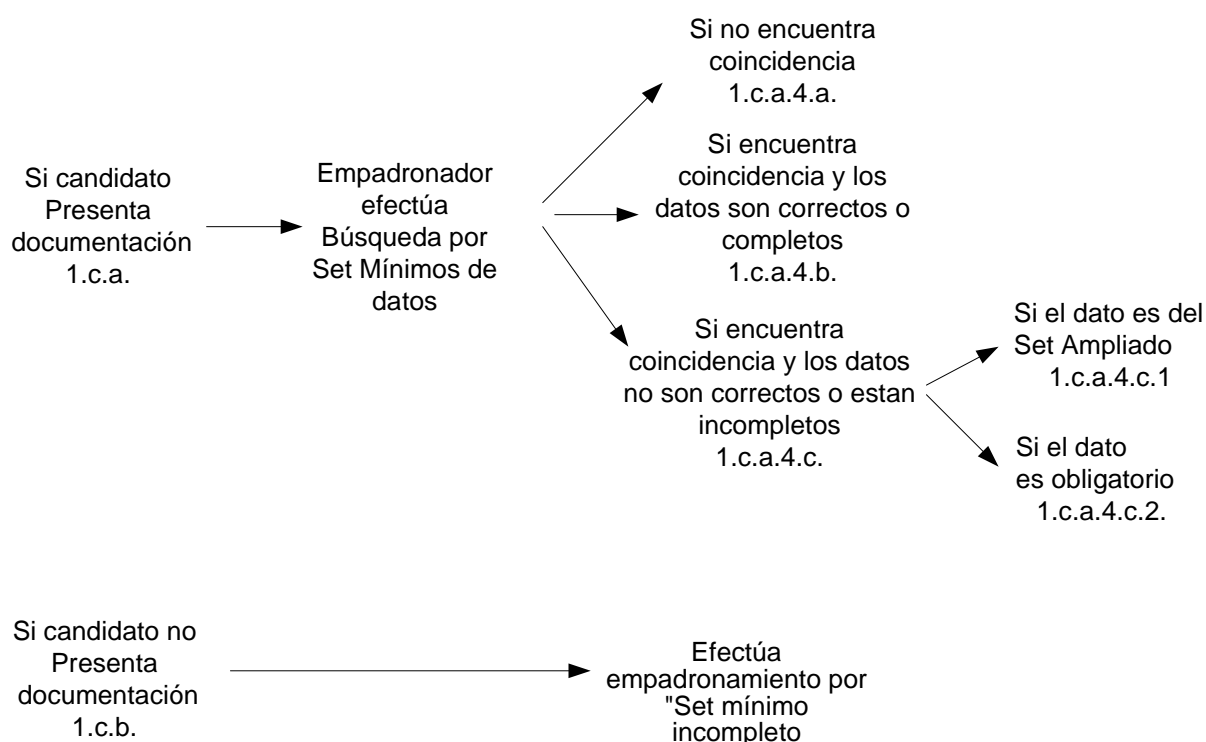 Si candidato
Presenta
documentación
1.c.a.
Empadronador
efectúa
Búsqueda por
Set Mínimos de
datos
Si no encuentra
coincidencia
1.c.a.4.a.
Si encuentra
coincidencia y los
datos son correctos o
completos
1.c.a.4.b.
Si encuentra
coincidencia y los datos
no son correctos o estan
incompletos
1.c.a.4.c.
Si el dato es del
Set Ampliado
1.c.a.4.c.1
Si el dato
es obligatorio
1.c.a.4.c.2.
Si candidato no
Presenta
documentación
1.c.b.
Efectúa
empadronamiento por
"Set mínimo
incompleto